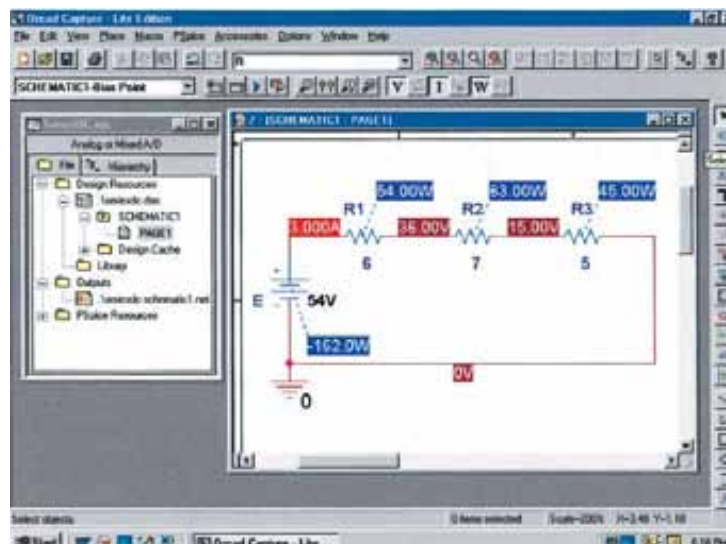 Orcad Capture - Lite Edition
File Edit View Place Macro PSpice Accessories Options Window Help
n
SCHEMATIC1-Bias Point
V I W
Analog or Mixed A/D
File Hierarchy
Design Resources
SCHEMATIC1
PAGE1
Design Cache
Library
Outputs
PSpice Resources
7 - (SCHEMATIC1 : PAGE1)
54.00W 63.00W 45.00W
R1 R2 R3
3.000A 36.00V 15.00V
6 7 5
E 54V
-162.0W
0V
0
Select objects 0 items selected Scale=200%
Start Orcad Capture - Lite